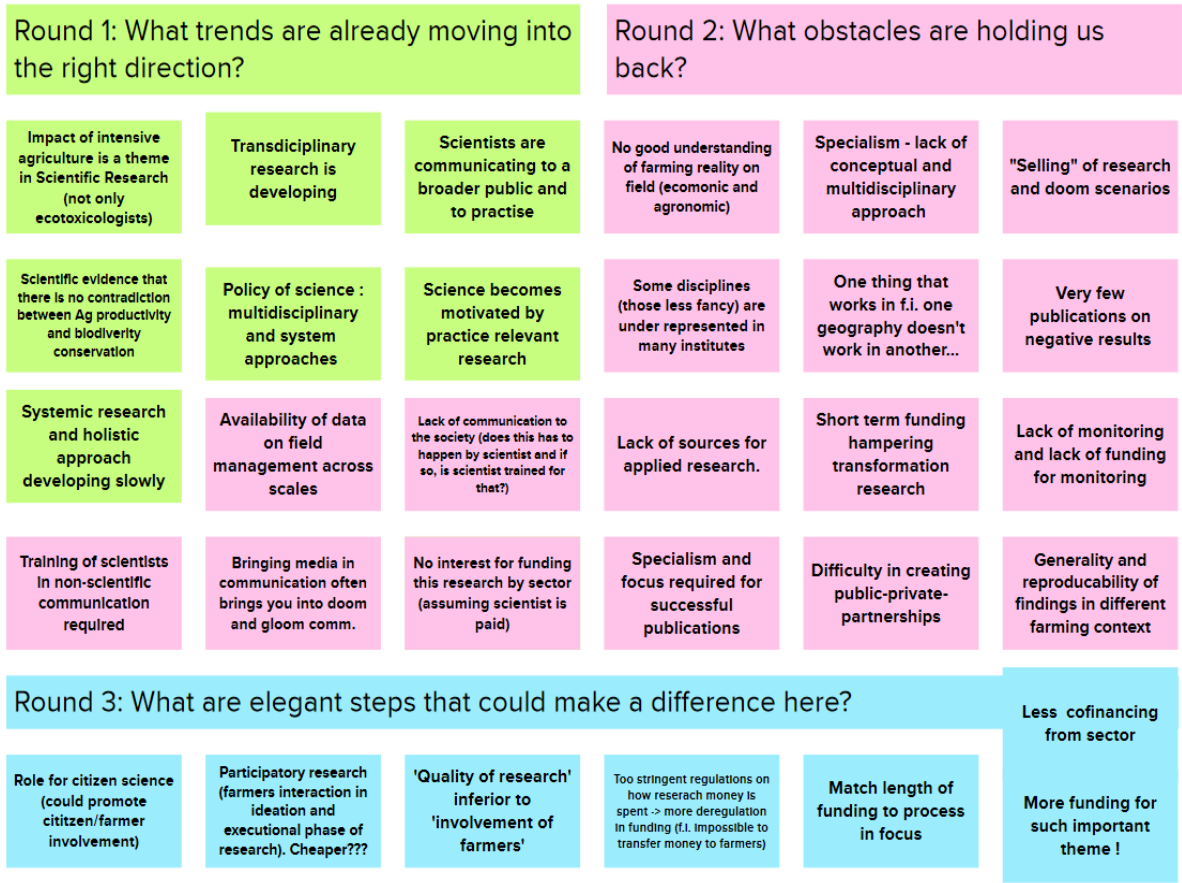 Round 1: What trends are already moving into
the right direction?
Round 2: What obstacles are holding us
back?
Impact of intensive
agriculture is a theme
in Scientific Research
(not only
ecotoxicologists)
Transdiciplinary
research is
developing
Scientists are
communicating to a
broader public and
to practise
No good understanding
of farming reality on
field (ecomonic and
agronomic)
Specialism - lack of
conceptual and
multidisciplinary
approach
"Selling" of research
and doom scenarios
Scientific evidence that
there is no contradiction
between Ag productivity
and biodiverity
conservation
Policy of science :
multidisciplinary
and system
approaches
Science becomes
motivated by
practice relevant
research
Some disciplines
(those less fancy) are
under represented in
many institutes
One thing that
works in f.i. one
geography doesn't
work in another...
Very few
publications on
negative results
Systemic research
and holistic
approach
developing slowly
Availability of data
on field
management across
scales
Lack of communication to
the society (does this has to
happen by scientist and if
so, is scientist trained for
that?)
Lack of sources for
applied research.
Short term funding
hampering
transformation
research
Lack of monitoring
and lack of funding
for monitoring
Training of scientists
in non-scientific
communication
required
Bringing media in
communication often
brings you into doom
and gloom comm.
No interest for funding
this research by sector
(assuming scientist is
paid)
Specialism and
focus required for
successful
publications
Difficulty in creating
public-private-
partnerships
Generality and
reproducability of
findings in different
farming context
Round 3: What are elegant steps that could make a difference here?
Less cofinancing
from sector
Role for citizen science
(could promote
cititzen/farmer
involvement)
Participatory research
(farmers interaction in
ideation and
executional phase of
research). Cheaper???
'Quality of research'
inferior to
'involvement of
farmers'
Too stringent regulations on
how reserach money is
spent -> more deregulation
in funding (f.i. impossible to
transfer money to farmers)
Match length of
funding to process
in focus
More funding for
such important
theme !